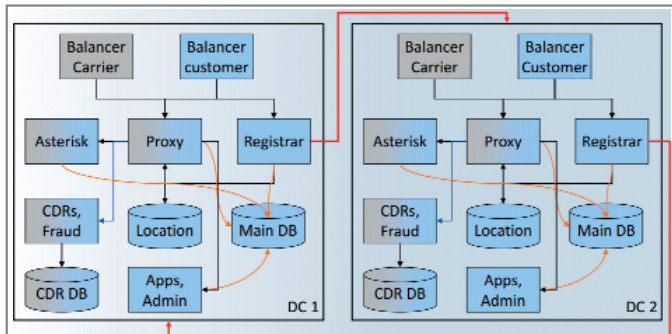 Balancer
Carrier
Balancer
customer
Asterisk
Proxy
Registrar
CDRs,
Fraud
Location
Main DB
CDR DB
Apps,
Admin
DC 1
Balancer
Carrier
Balancer
Customer
Asterisk
Proxy
Registrar
CDRs,
Fraud
Location
Main DB
CDR DB
Apps,
Admin
DC 2